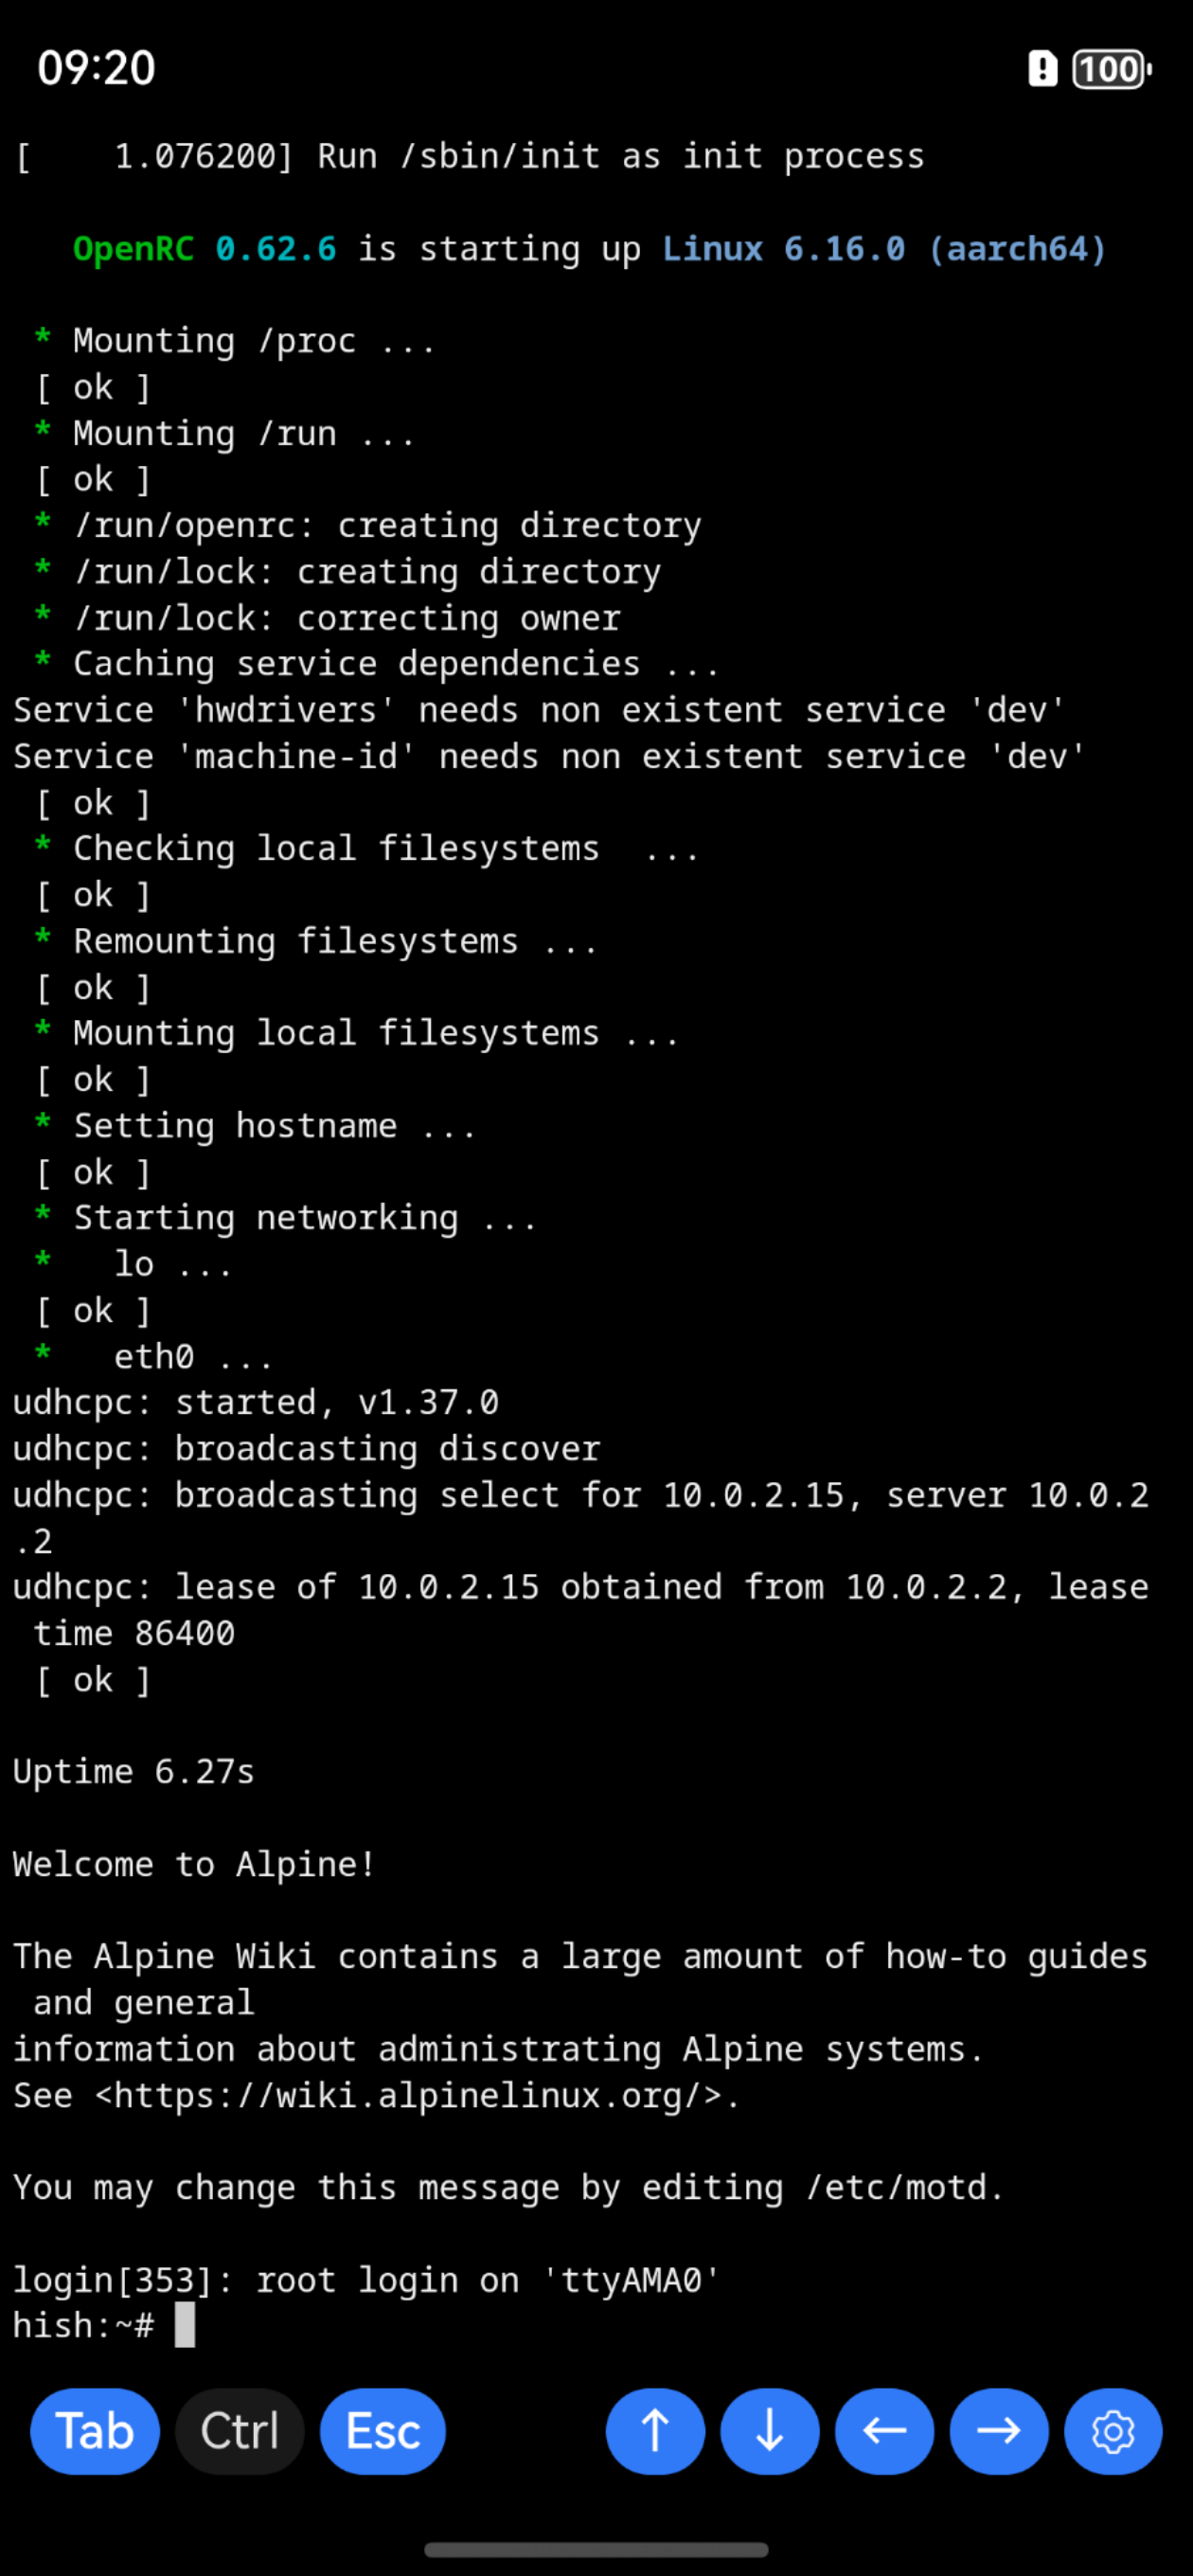 09:20
100
[    1.076200] Run /sbin/init as init process
OpenRC 0.62.6 is starting up Linux 6.16.0 (aarch64)
* Mounting /proc ...
[ ok ]
* Mounting /run ...
[ ok ]
* /run/openrc: creating directory
* /run/lock: creating directory
* /run/lock: correcting owner
* Caching service dependencies ...
Service 'hwdrivers' needs non existent service 'dev'
Service 'machine-id' needs non existent service 'dev'
[ ok ]
* Checking local filesystems  ...
[ ok ]
* Remounting filesystems ...
[ ok ]
* Mounting local filesystems ...
[ ok ]
* Setting hostname ...
[ ok ]
* Starting networking ...
*   lo ...
[ ok ]
*   eth0 ...
udhcpc: started, v1.37.0
udhcpc: broadcasting discover
udhcpc: broadcasting select for 10.0.2.15, server 10.0.2
.2
udhcpc: lease of 10.0.2.15 obtained from 10.0.2.2, lease
time 86400
[ ok ]
Uptime 6.27s
Welcome to Alpine!
The Alpine Wiki contains a large amount of how-to guides
and general
information about administrating Alpine systems.
See <https://wiki.alpinelinux.org/>.
You may change this message by editing /etc/motd.
login[353]: root login on 'ttyAMA0'
hish:~#
Tab Ctrl Esc ↑ ↓ ← →